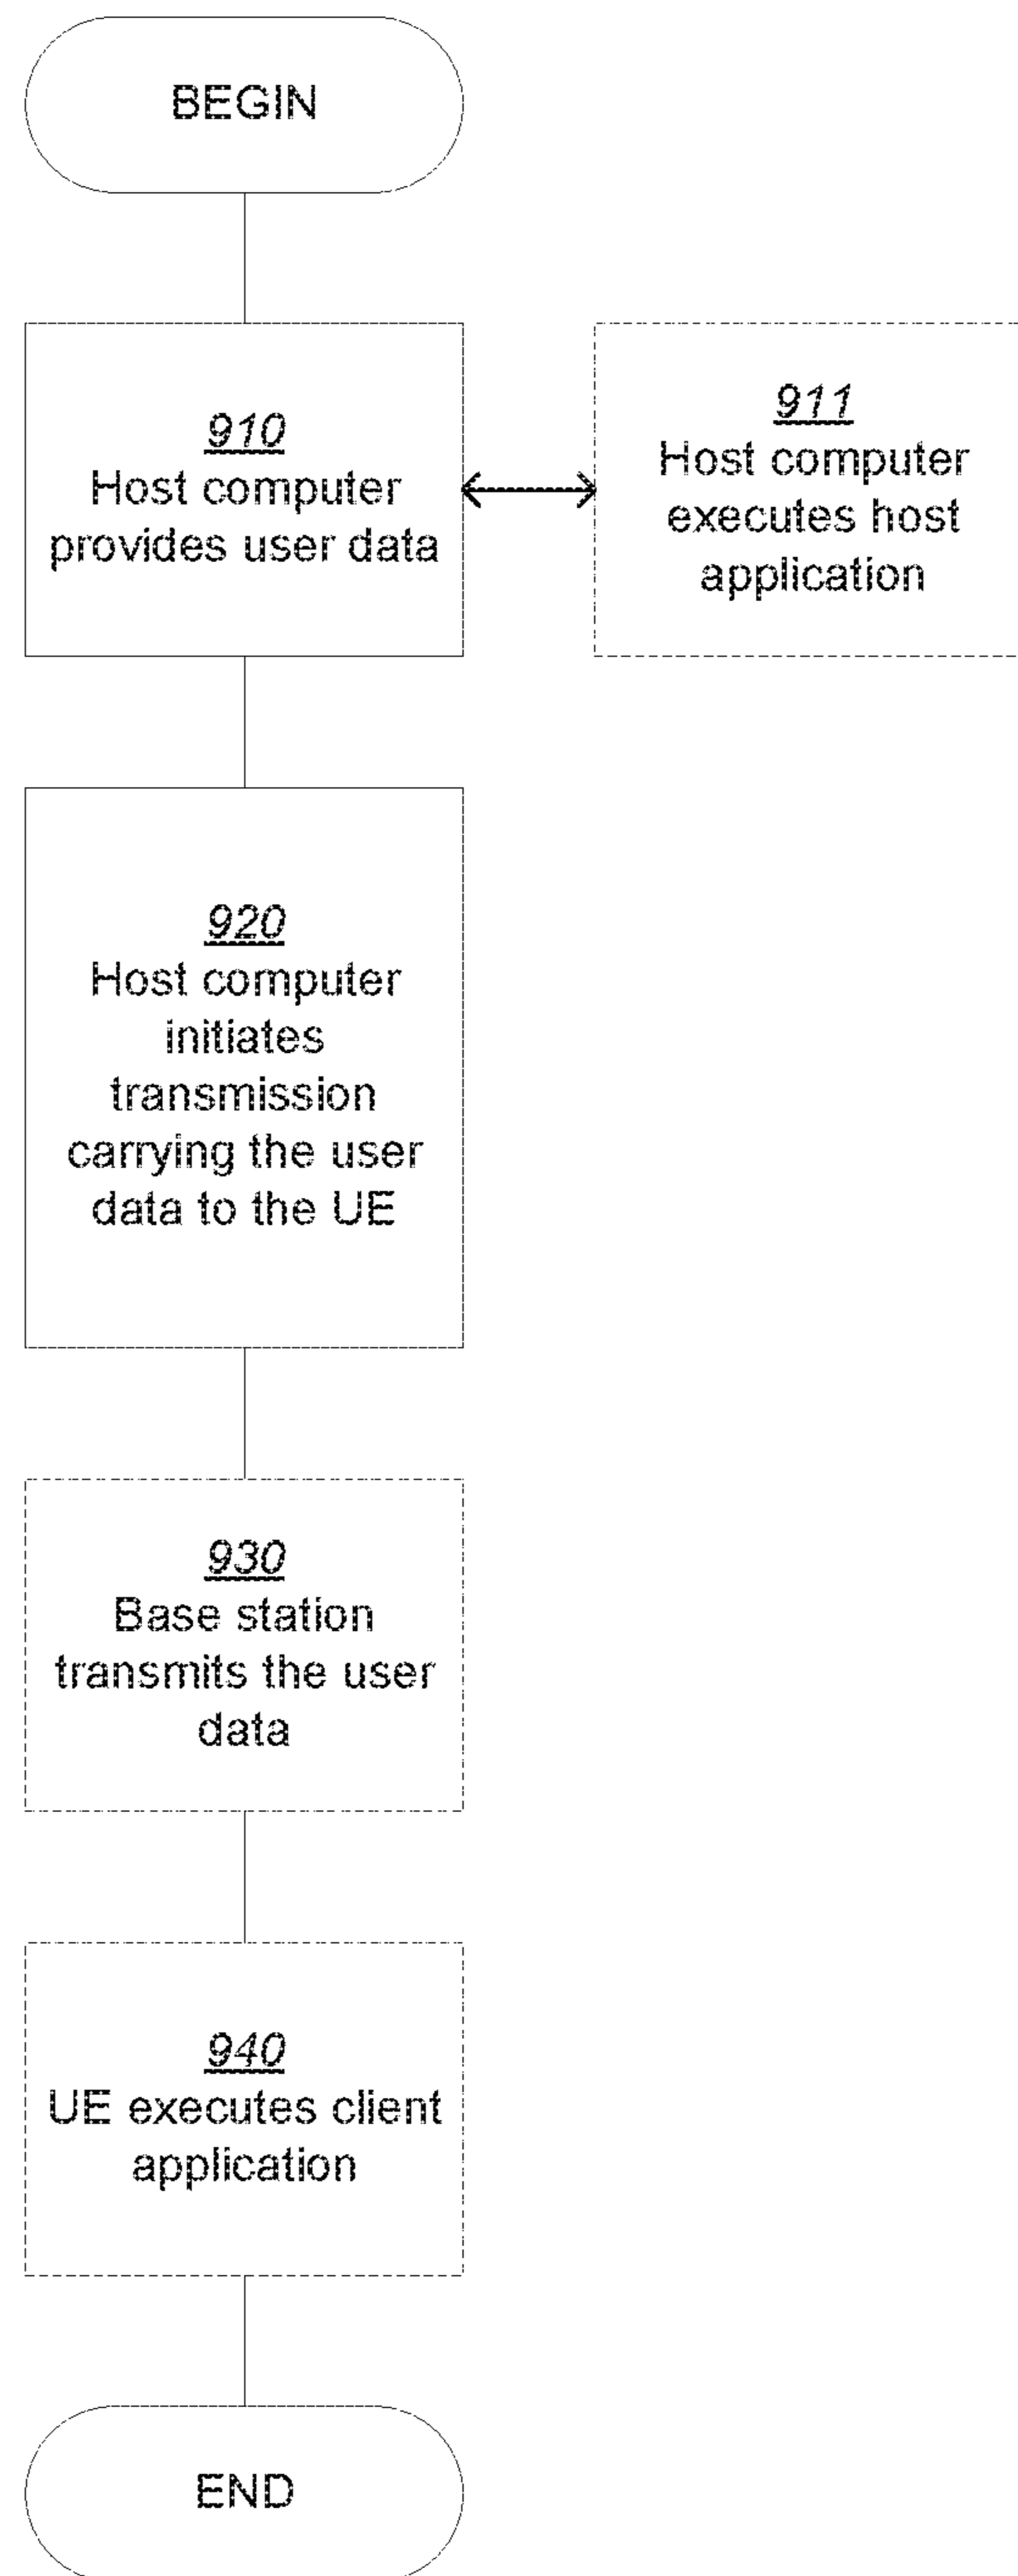 BEGIN
910
Host computer
provides user data
911
Host computer
executes host
application
920
Host computer
initiates
transmission
carrying the user
data to the UE
930
Base station
transmits the user
data
940
UE executes client
application
END